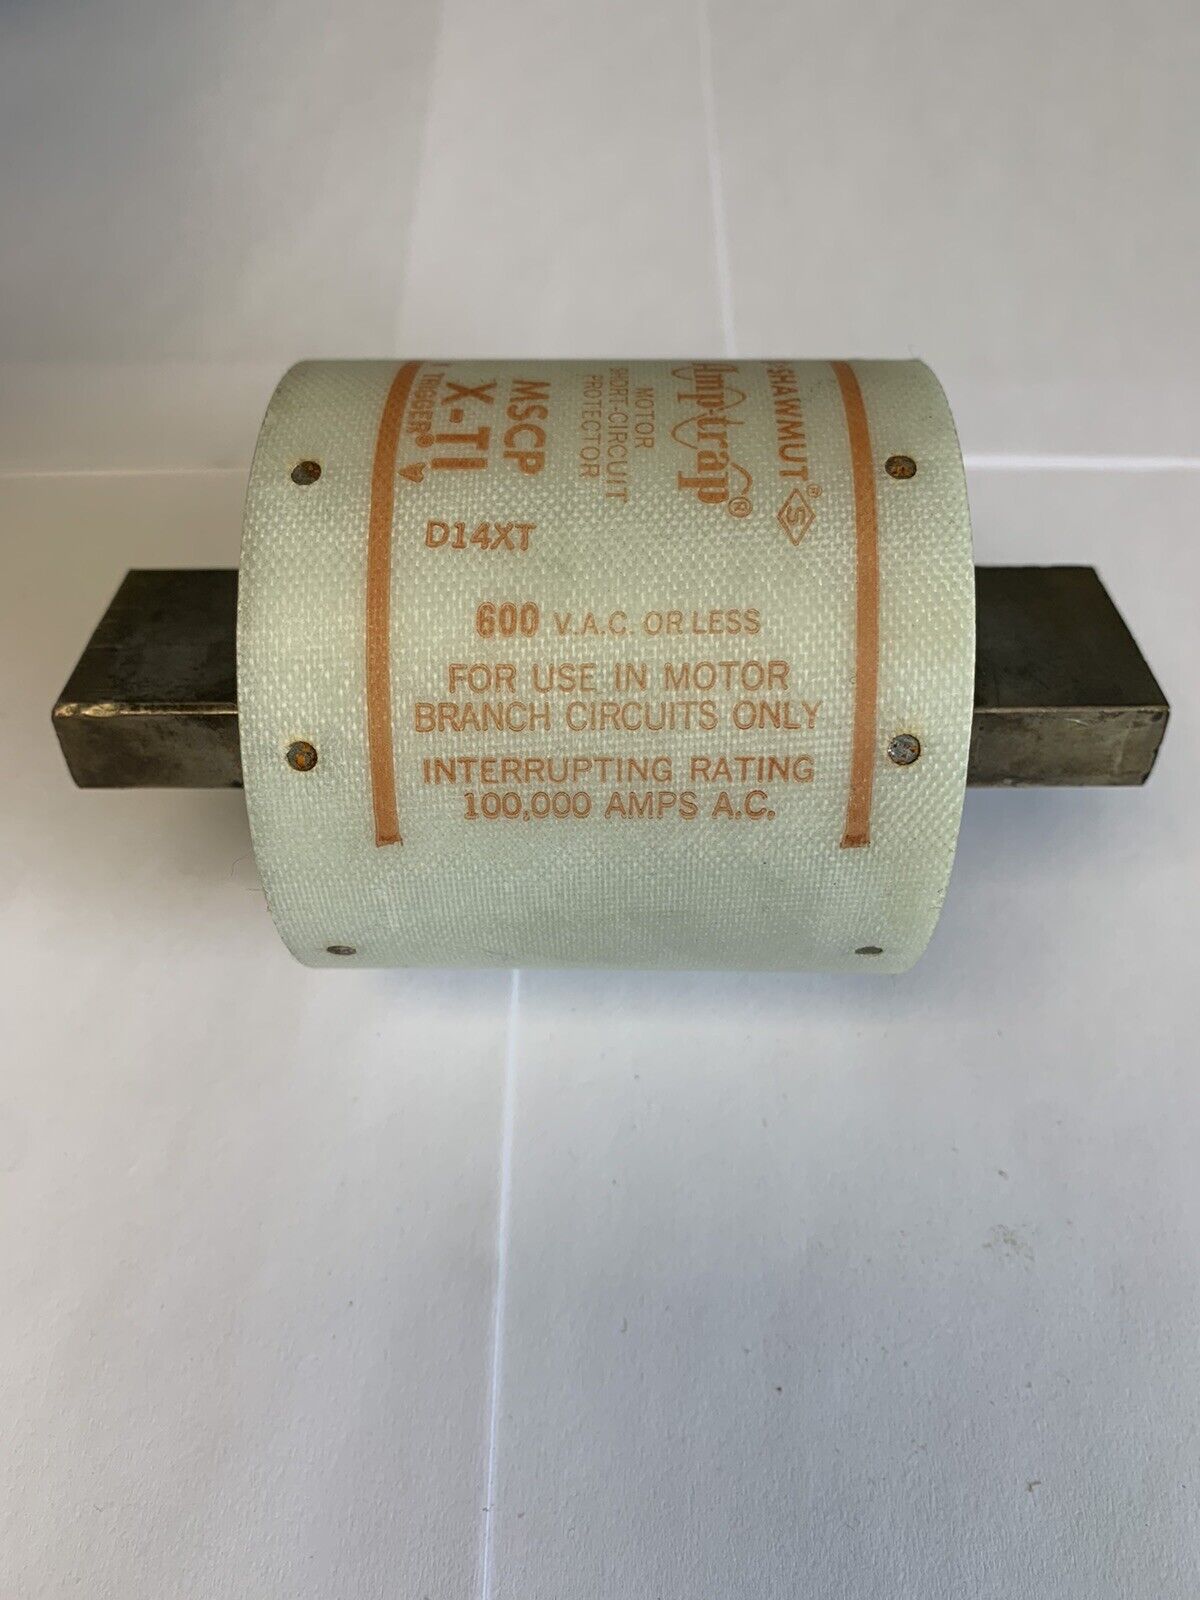 -SHAWMUT® S
Amp-trap®
MOTOR
SHORT-CIRCUIT
PROTECTOR
MSCP
X-TI
TRIGGER®
D14XT
600 V.A.C. OR LESS
FOR USE IN MOTOR
BRANCH CIRCUITS ONLY
INTERRUPTING RATING
100,000 AMPS A.C.